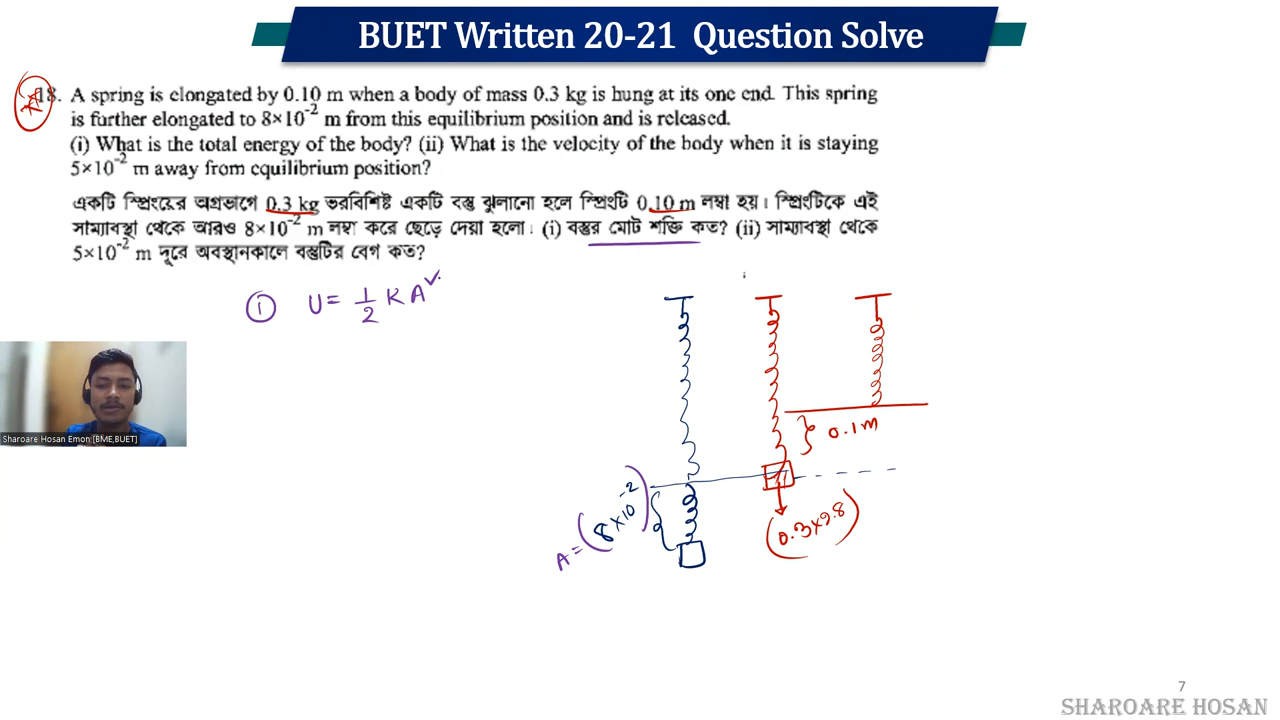 BUET Written 20-21 Question Solve
18. A spring is elongated by 0.10 m when a body of mass 0.3 kg is hung at its one end. This spring
is further elongated to 8×10⁻² m from this equilibrium position and is released.
(i) What is the total energy of the body? (ii) What is the velocity of the body when it is staying
5×10⁻² m away from equilibrium position?
একটি স্প্রিংয়ের অগ্রভাগে 0.3 kg ভরবিশিষ্ট একটি বস্তু ঝুলানো হলে স্প্রিংটি 0.10 m লম্বা হয়। স্প্রিংটিকে এই
সাম্যাবস্থা থেকে আরও 8×10⁻² m লম্বা করে ছেড়ে দেয়া হলো। (i) বস্তুর মোট শক্তি কত? (ii) সাম্যাবস্থা থেকে
5×10⁻² m দূরে অবস্থানকালে বস্তুটির বেগ কত?
① U = 1/2 K A²
0.1m
A = (8×10⁻²)
(0.3×9.8)
Sharoare Hosan Emon [BME,BUET]
7
SHAROARE HOSAN